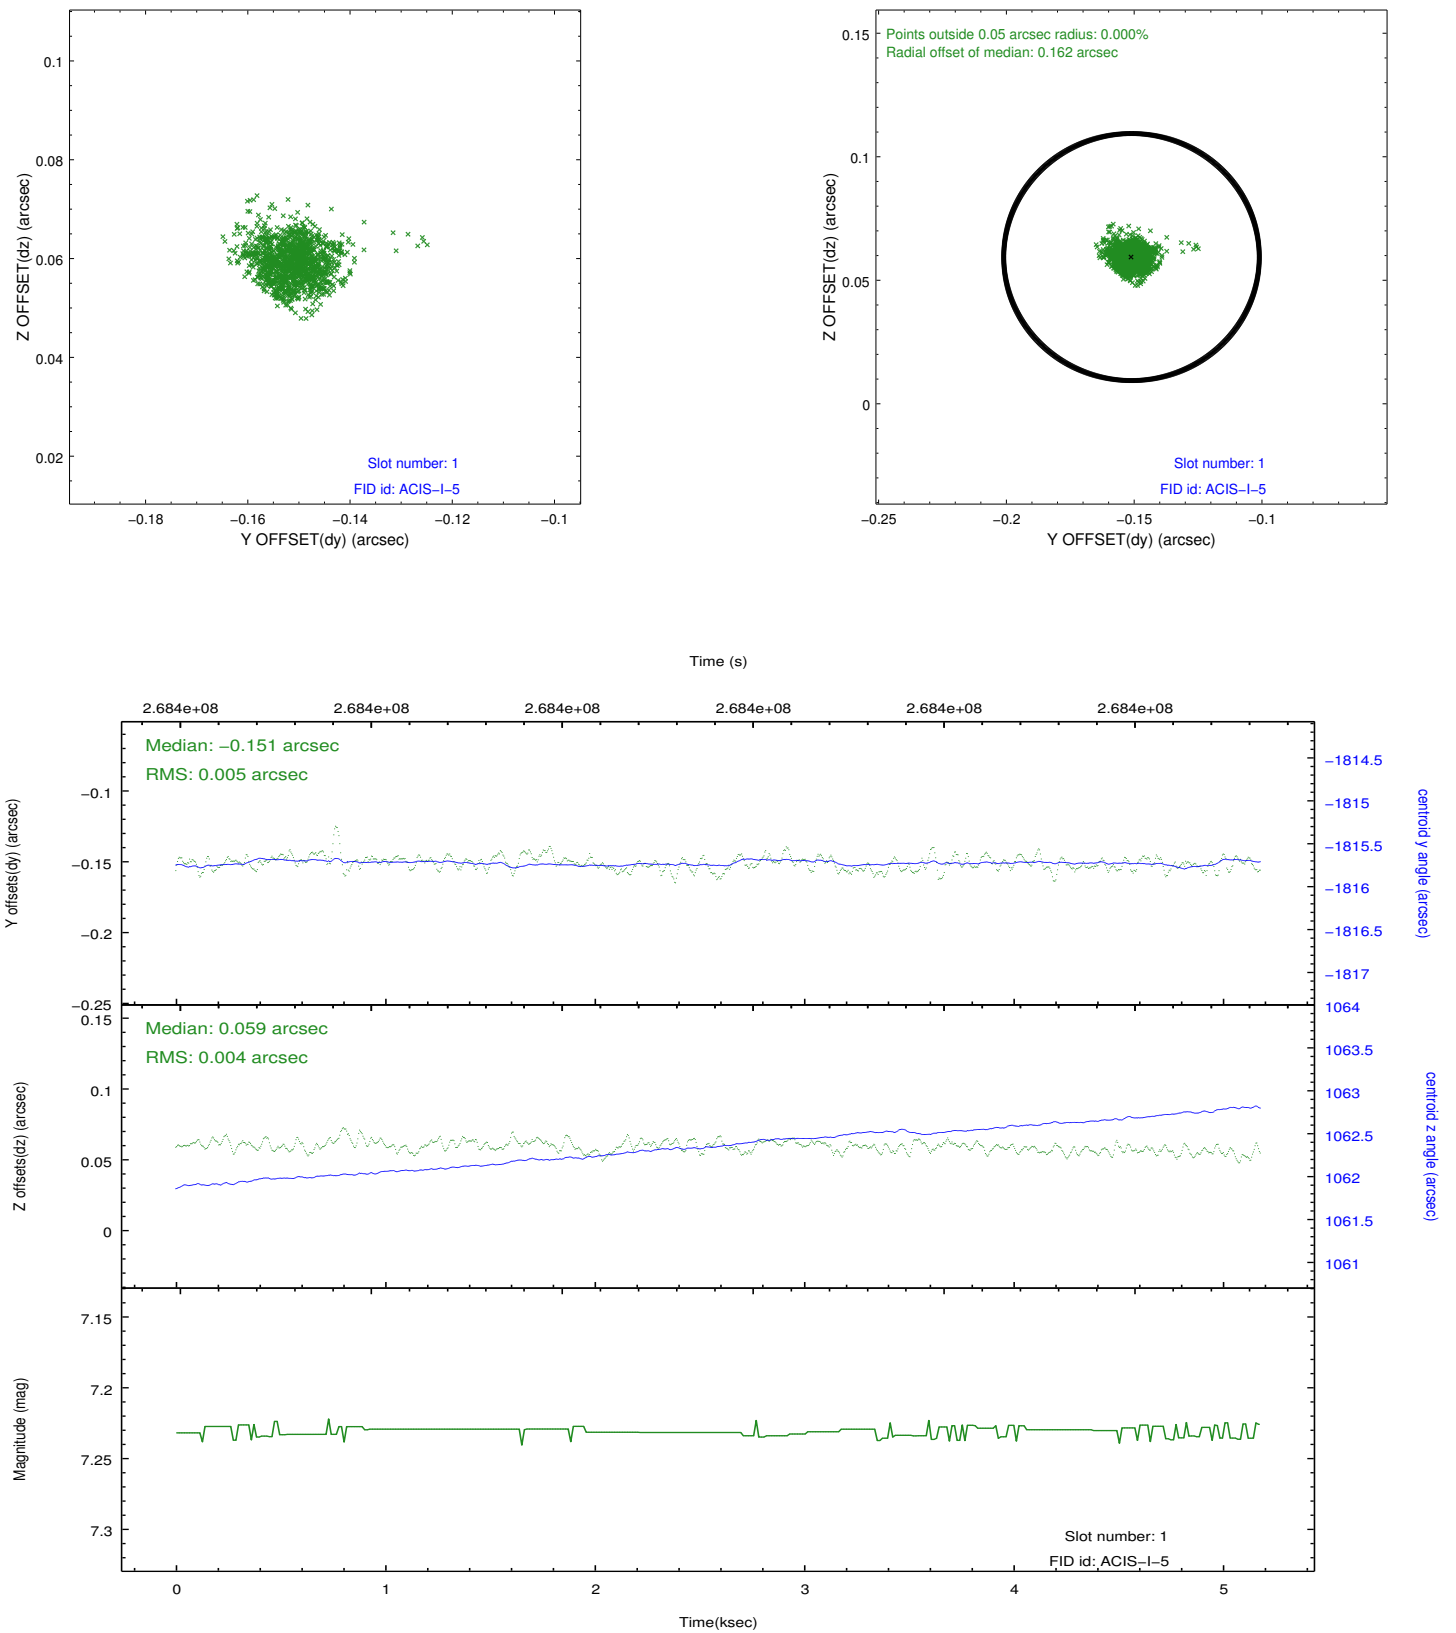 0.1
0.08
0.06
0.04
0.02
Z OFFSET(dz) (arcsec)
Slot number: 1
FID id: ACIS−I−5
−0.18 −0.16 −0.14 −0.12 −0.1
Y OFFSET(dy) (arcsec)
Points outside 0.05 arcsec radius: 0.000%
Radial offset of median: 0.162 arcsec
0.15
0.1
0.05
0
Z OFFSET(dz) (arcsec)
Slot number: 1
FID id: ACIS−I−5
−0.25 −0.2 −0.15 −0.1
Y OFFSET(dy) (arcsec)
Time (s)
2.684e+08 2.684e+08 2.684e+08 2.684e+08 2.684e+08 2.684e+08
Median: −0.151 arcsec
RMS: 0.005 arcsec
−0.1
−0.15
−0.2
−0.25
Y offsets(dy) (arcsec)
−1814.5
−1815
−1815.5
−1816
−1816.5
−1817
centroid y angle (arcsec)
Median: 0.059 arcsec
RMS: 0.004 arcsec
0.15
0.1
0.05
0
Z offsets(dz) (arcsec)
1064
1063.5
1063
1062.5
1062
1061.5
1061
centroid z angle (arcsec)
7.15
7.2
7.25
7.3
Magnitude (mag)
Slot number: 1
FID id: ACIS−I−5
0 1 2 3 4 5
Time(ksec)